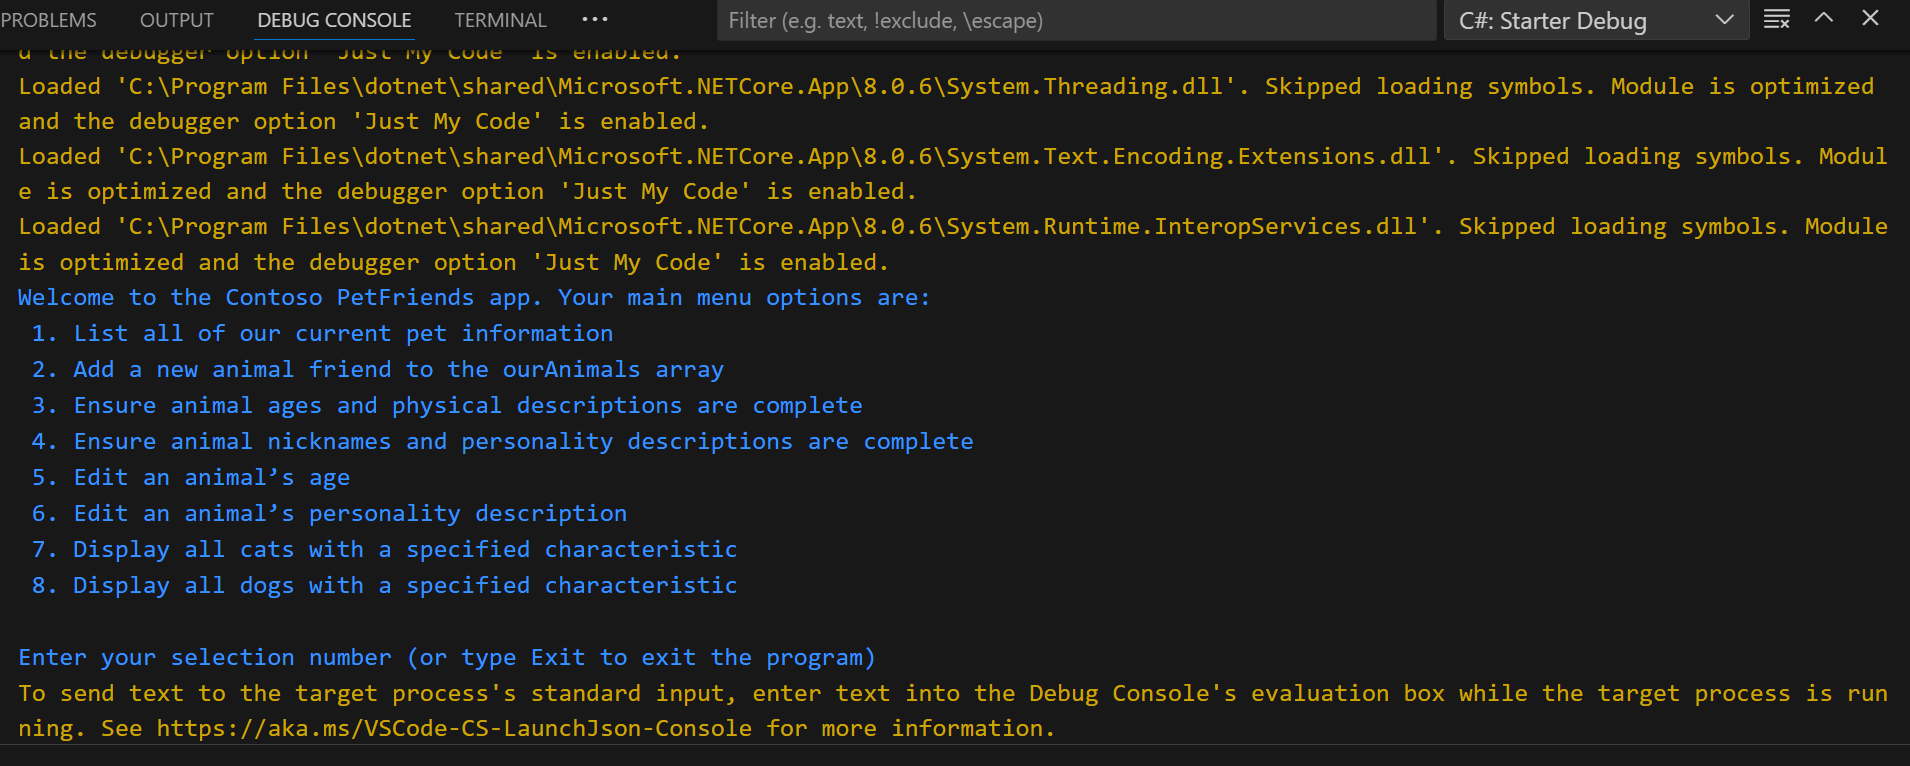 PROBLEMS OUTPUT DEBUG CONSOLE TERMINAL ··· Filter (e.g. text, !exclude, \escape) C#: Starter Debug
d the debugger option 'Just My Code' is enabled.
Loaded 'C:\Program Files\dotnet\shared\Microsoft.NETCore.App\8.0.6\System.Threading.dll'. Skipped loading symbols. Module is optimized
and the debugger option 'Just My Code' is enabled.
Loaded 'C:\Program Files\dotnet\shared\Microsoft.NETCore.App\8.0.6\System.Text.Encoding.Extensions.dll'. Skipped loading symbols. Modul
e is optimized and the debugger option 'Just My Code' is enabled.
Loaded 'C:\Program Files\dotnet\shared\Microsoft.NETCore.App\8.0.6\System.Runtime.InteropServices.dll'. Skipped loading symbols. Module
is optimized and the debugger option 'Just My Code' is enabled.
Welcome to the Contoso PetFriends app. Your main menu options are:
1. List all of our current pet information
2. Add a new animal friend to the ourAnimals array
3. Ensure animal ages and physical descriptions are complete
4. Ensure animal nicknames and personality descriptions are complete
5. Edit an animal’s age
6. Edit an animal’s personality description
7. Display all cats with a specified characteristic
8. Display all dogs with a specified characteristic
Enter your selection number (or type Exit to exit the program)
To send text to the target process's standard input, enter text into the Debug Console's evaluation box while the target process is run
ning. See https://aka.ms/VSCode-CS-LaunchJson-Console for more information.